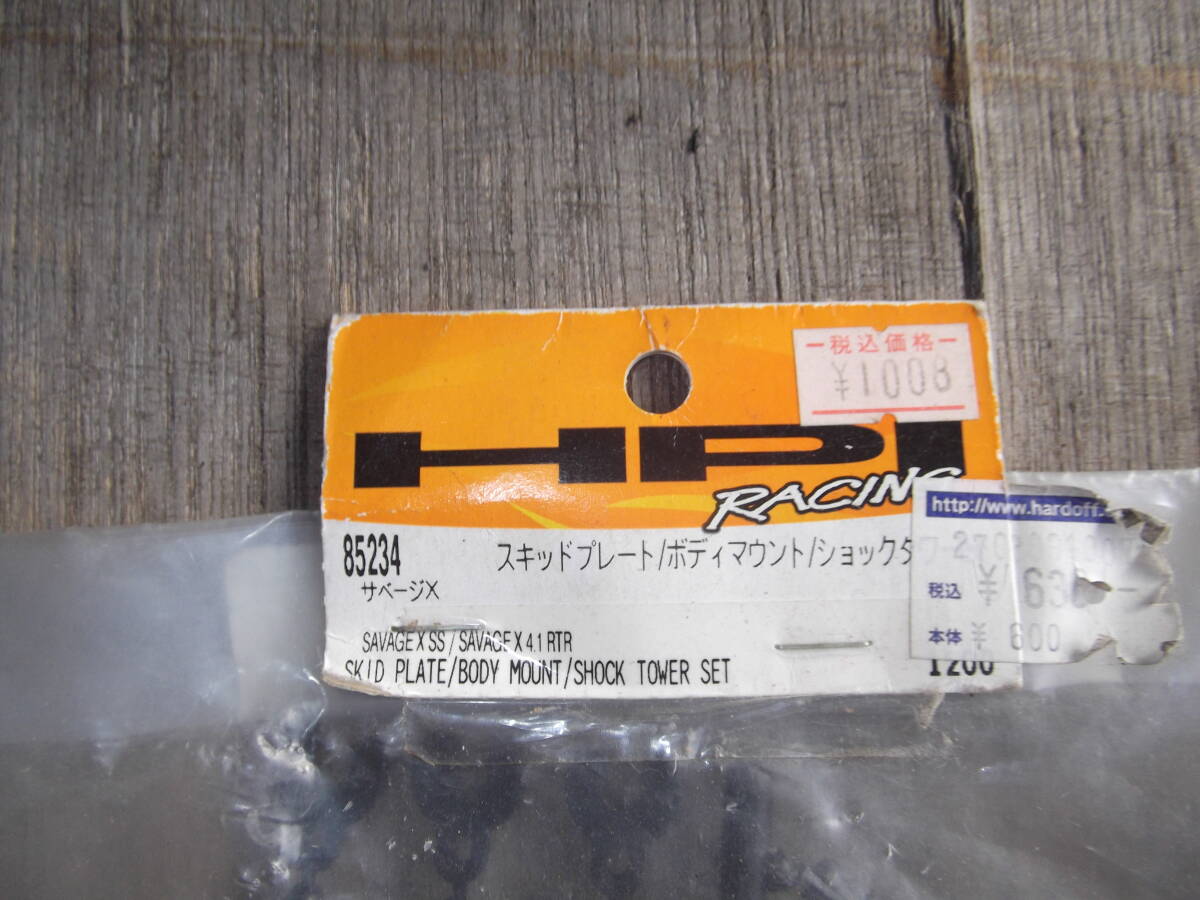 ー税込価格ー
¥1008
HPI
RACING
http://www.hardoff.
85234
スキッドプレート/ボディマウント/ショックタワ
サベージX
税込 ¥
本体 ¥ 600
SAVAGE X SS / SAVAGE X 4.1 RTR
SKID PLATE/BODY MOUNT/SHOCK TOWER SET
1200